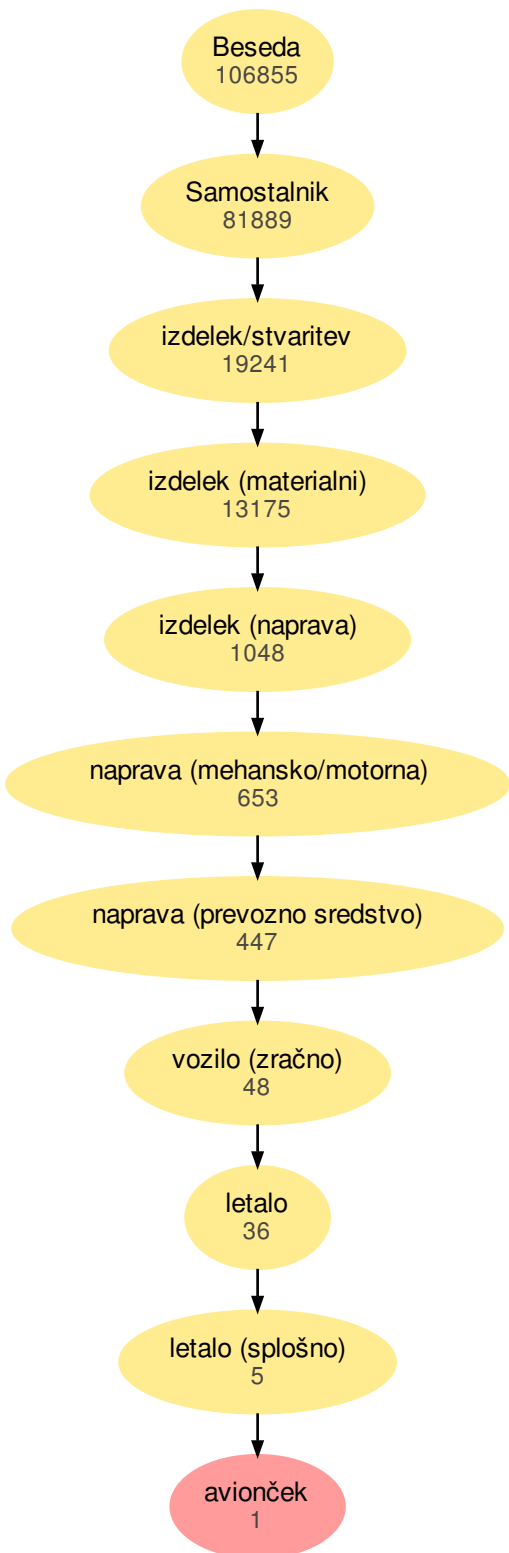 Beseda
106855
Samostalnik
81889
izdelek/stvaritev
19241
izdelek (materialni)
13175
izdelek (naprava)
1048
naprava (mehansko/motorna)
653
naprava (prevozno sredstvo)
447
vozilo (zračno)
48
letalo
36
letalo (splošno)
5
avionček
1